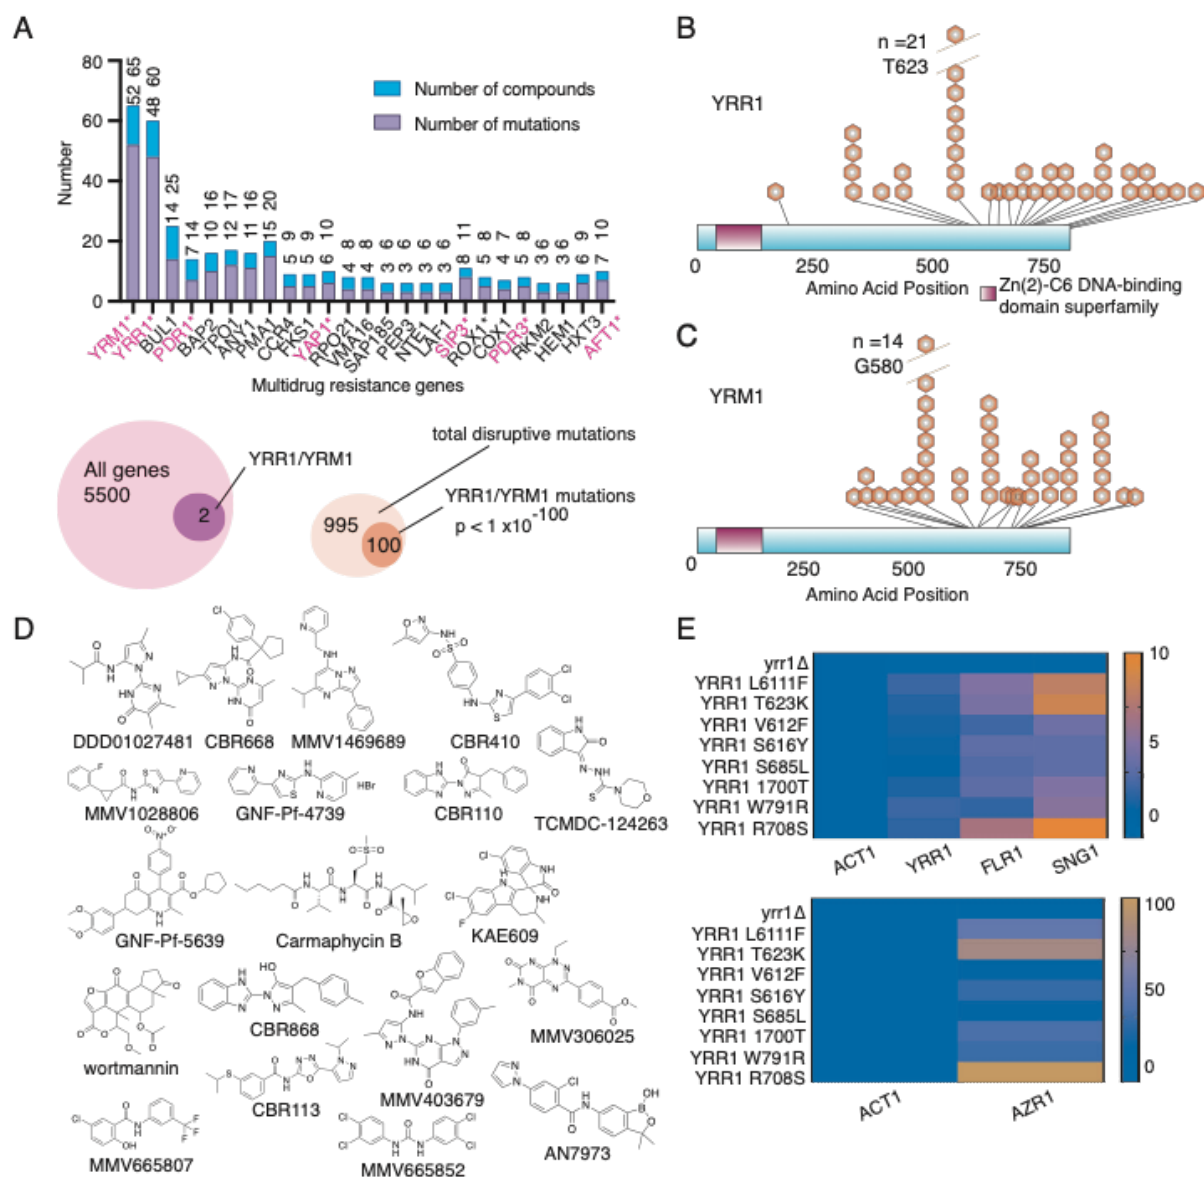 A
80
60
40
20
0
Number
52 65
48 60
14 25
7 14
10 16
12 17
11 16
15 20
5 9
5 9
6 10
4 8
4 8
3 6
3 6
3 6
3 6
8 11
5 8
4 7
5 8
3 6
3 6
6 9
7 10
Number of compounds
Number of mutations
YRM1*
YRR1*
BUL1
PDR1*
BAP2
TPO1
ANY1
PMA1
CCR4
FKS1
YAP1*
RPO21
VMA16
SAP185
PEP3
NTE1
LAF1
SIP3*
ROX1*
COX1
PDR3*
RKM2
HEM1
HXT3
AFT1*
Multidrug resistance genes
All genes
5500
2
YRR1/YRM1
total disruptive mutations
995
100
YRR1/YRM1 mutations
p < 1 x10-100
B
n =21
T623
YRR1
0
250
500
750
Amino Acid Position
Zn(2)-C6 DNA-binding
domain superfamily
C
n =14
G580
YRM1
0
250
500
750
Amino Acid Position
D
DDD01027481
CBR668
MMV1469689
CBR410
TCMDC-124263
MMV1028806
GNF-Pf-4739
HBr
CBR110
GNF-Pf-5639
Carmaphycin B
KAE609
wortmannin
CBR868
MMV403679
MMV306025
CBR113
MMV665807
MMV665852
AN7973
E
yrr1Δ
YRR1 L6111F
YRR1 T623K
YRR1 V612F
YRR1 S616Y
YRR1 S685L
YRR1 1700T
YRR1 W791R
YRR1 R708S
ACT1
YRR1
FLR1
SNG1
10
5
0
yrr1Δ
YRR1 L6111F
YRR1 T623K
YRR1 V612F
YRR1 S616Y
YRR1 S685L
YRR1 1700T
YRR1 W791R
YRR1 R708S
ACT1
AZR1
100
50
0